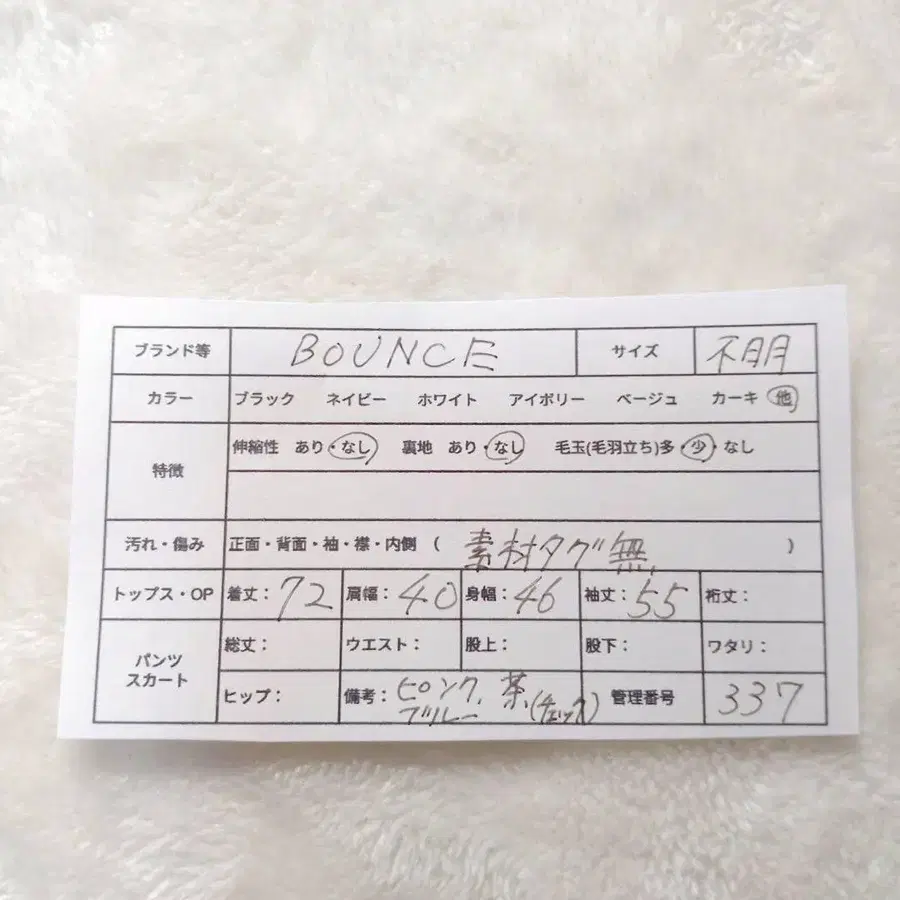 ブランド等 BOUNCE サイズ 不明
カラー ブラック ネイビー ホワイト アイボリー ベージュ カーキ 他
特徴 伸縮性 あり・なし 裏地 あり・なし 毛玉(毛羽立ち)多・少・なし
汚れ・傷み 正面・背面・袖・襟・内側 ( 素材タグ無 )
トップス・OP 着丈:72 肩幅:40 身幅:46 袖丈:55 裄丈:
パンツ スカート 総丈: ウエスト: 股上: 股下: ワタリ:
ヒップ: 備考:ピンク、茶 ブルー (チェック) 管理番号 337